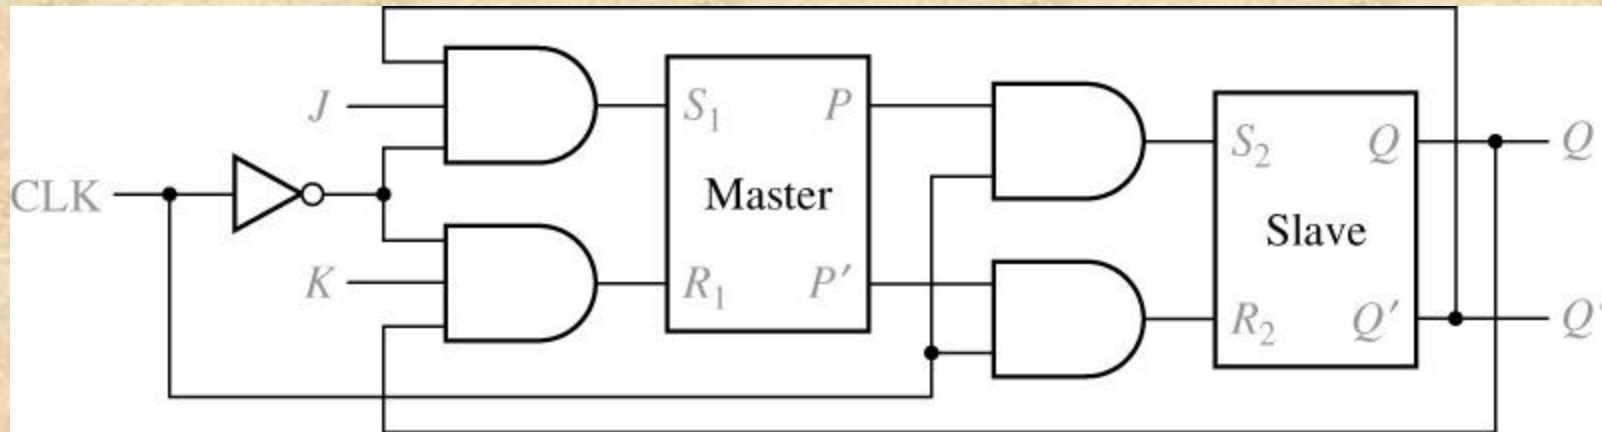 J
S₁
P
S₂
Q
Q
CLK
Master
Slave
K
R₁
P′
R₂
Q′
Q′